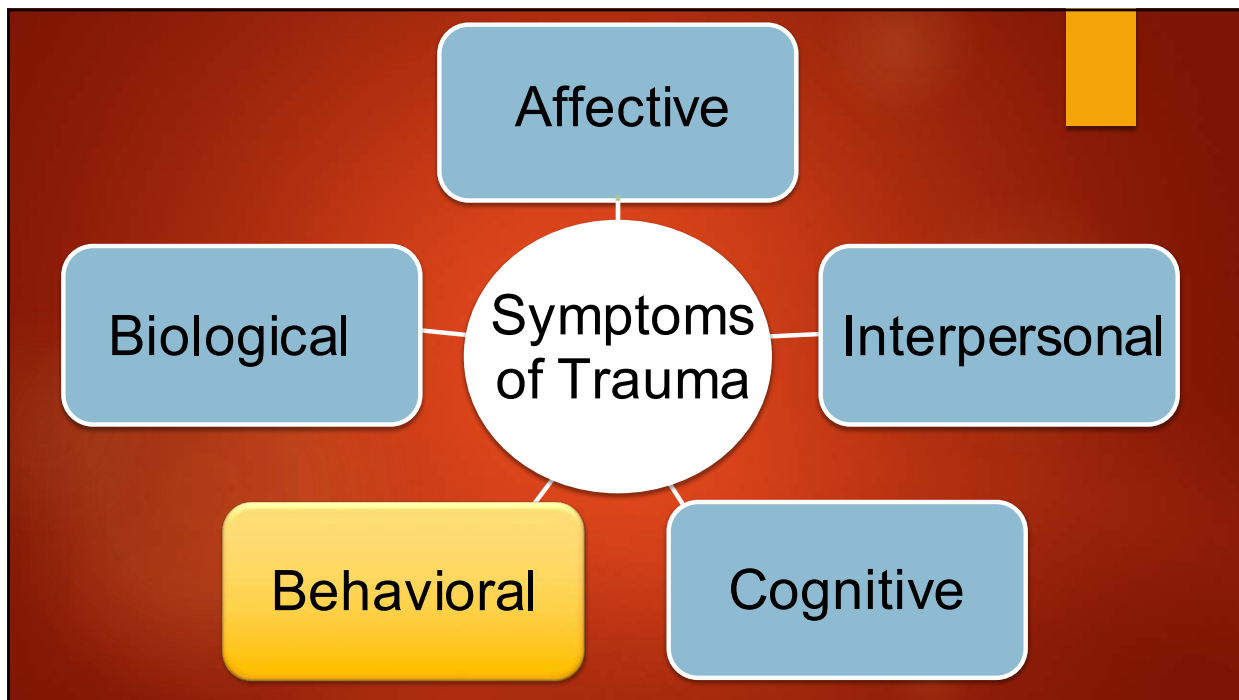 Affective
Biological
Symptoms
of Trauma
Interpersonal
Behavioral
Cognitive